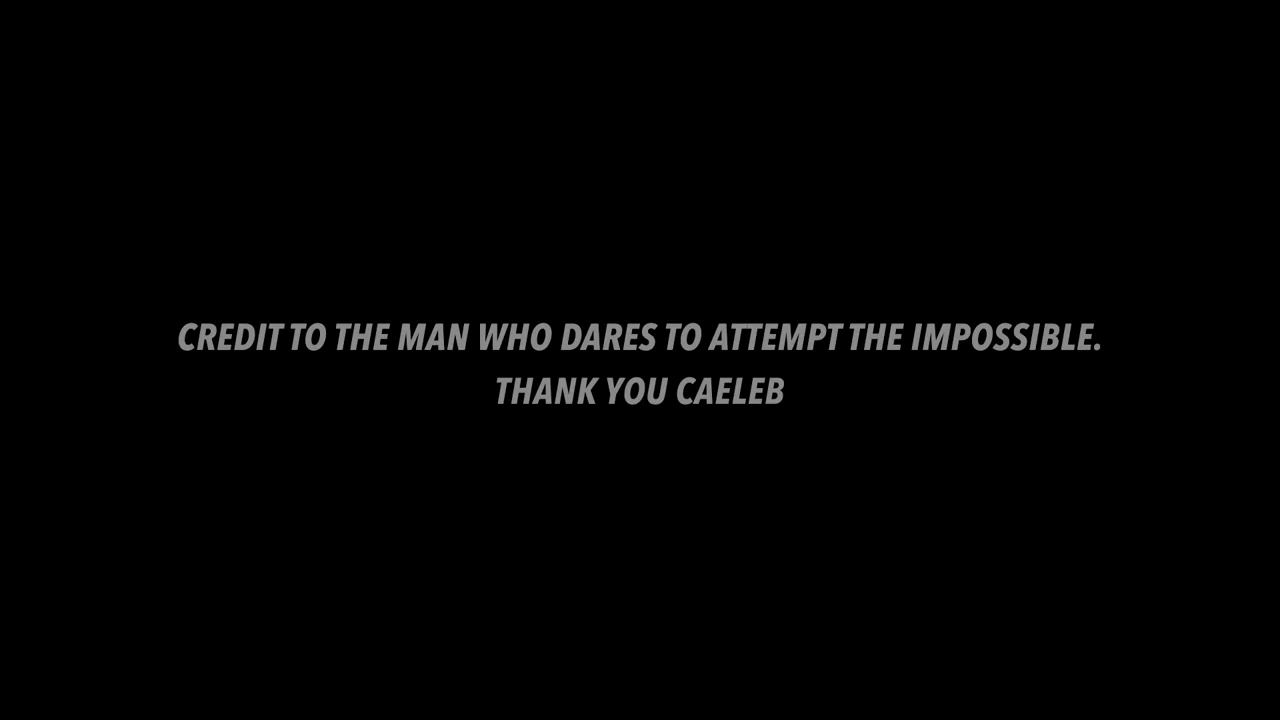 CREDIT TO THE MAN WHO DARES TO ATTEMPT THE IMPOSSIBLE.
THANK YOU CAELEB